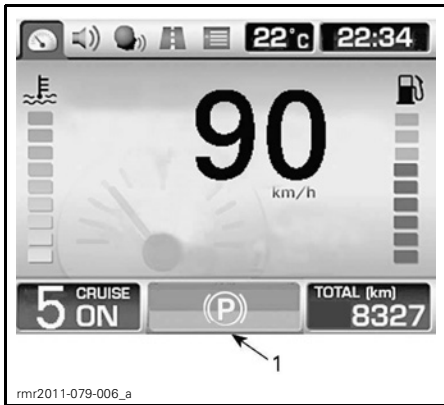 22°C 22:34
90
km/h
5 CRUISE ON
(P)
TOTAL (km)
8327
1
rmr2011-079-006_a